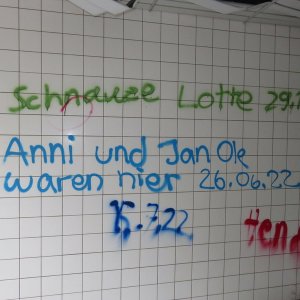 Schnauze Lotte 29.
Anni und Jan Ole
waren hier 26.06.22
15.7.22